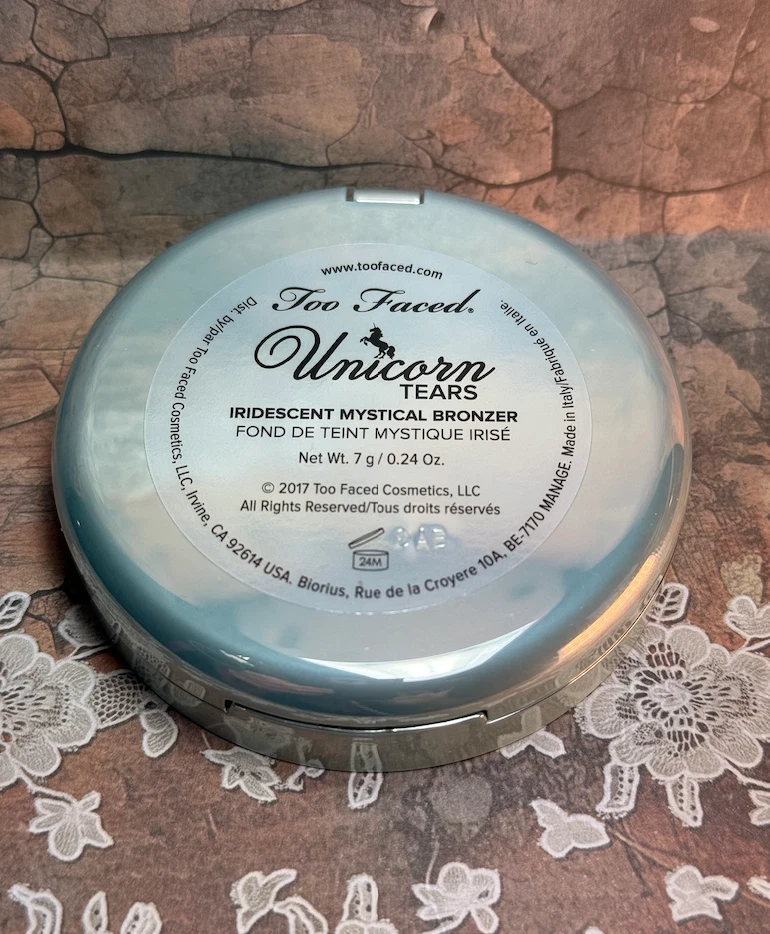 www.toofaced.com
Too Faced®
Unicorn
TEARS
IRIDESCENT MYSTICAL BRONZER
FOND DE TEINT MYSTIQUE IRISÉ
Net Wt. 7 g / 0.24 Oz.
© 2017 Too Faced Cosmetics, LLC
All Rights Reserved/Tous droits réservés
24M
Dist. by/par Too Faced Cosmetics, LLC, Irvine, CA 92614 USA. Biorius, Rue de la Croyere 10A, BE-7170 MANAGE. Made in Italy/Fabriqué en Italie.